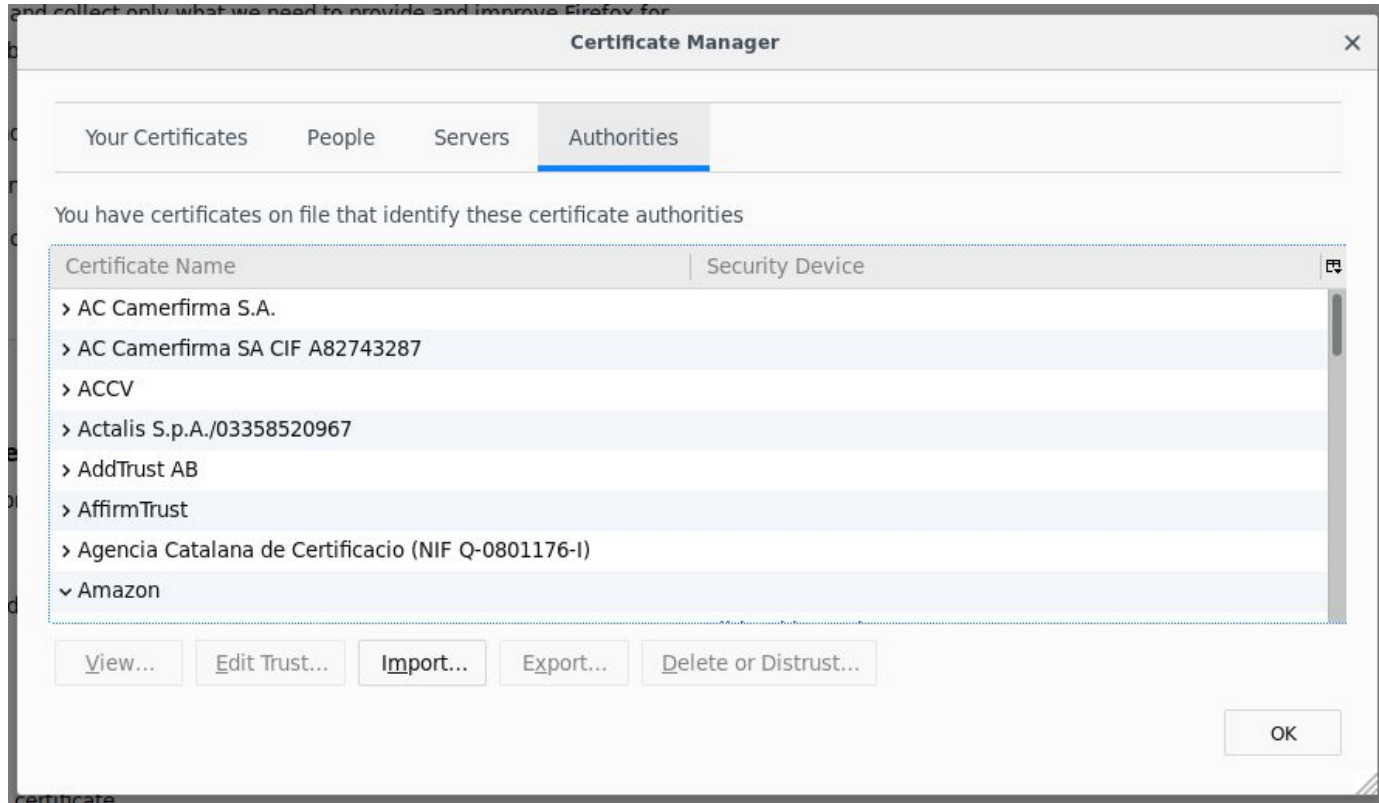 and collect only what we need to provide and improve Firefox for
Certificate Manager
Your Certificates People Servers Authorities
You have certificates on file that identify these certificate authorities
Certificate Name Security Device
AC Camerfirma S.A.
AC Camerfirma SA CIF A82743287
ACCV
Actalis S.p.A./03358520967
AddTrust AB
AffirmTrust
Agencia Catalana de Certificacio (NIF Q-0801176-I)
Amazon
View... Edit Trust... Import... Export... Delete or Distrust...
OK
certificate